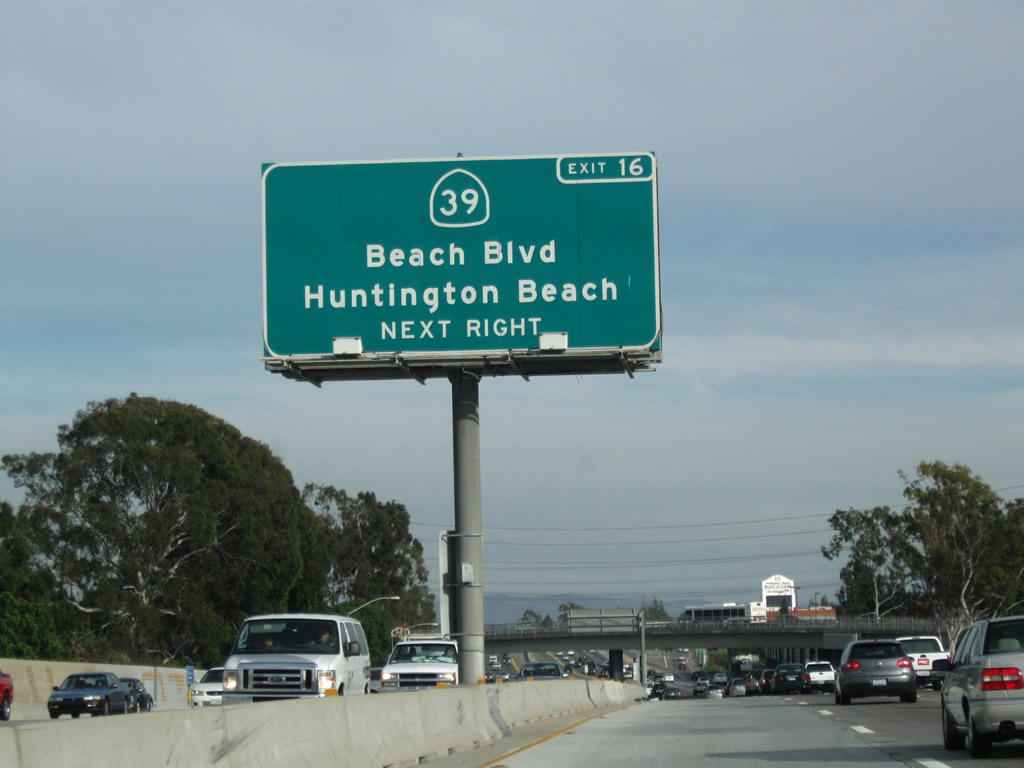 EXIT 16
39
Beach Blvd
Huntington Beach
NEXT RIGHT